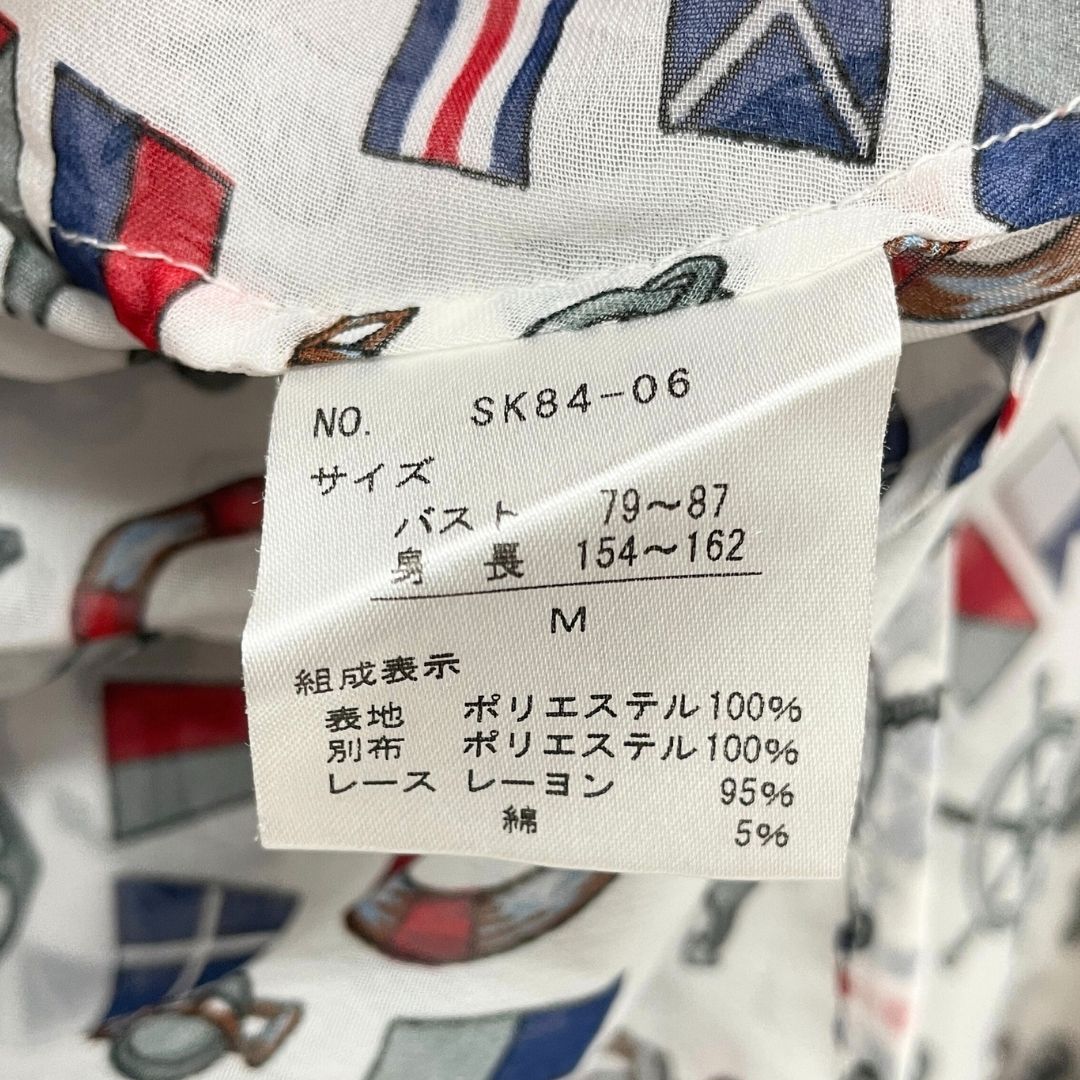 NO. SK84-06
サイズ
バスト 79~87
身長 154~162
M
組成表示
表地 ポリエステル100%
別布 ポリエステル100%
レース レーヨン 95%
綿 5%